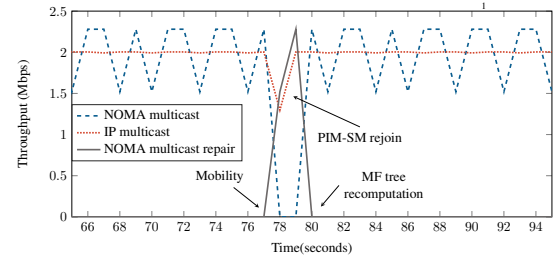 1
2.5
2
1.5
1
0.5
0
Throughput (Mbps)
NOMA multicast
IP multicast
NOMA multicast repair
PIM-SM rejoin
Mobility
MF tree
recomputation
66 68 70 72 74 76 78 80 82 84 86 88 90 92 94
Time(seconds)